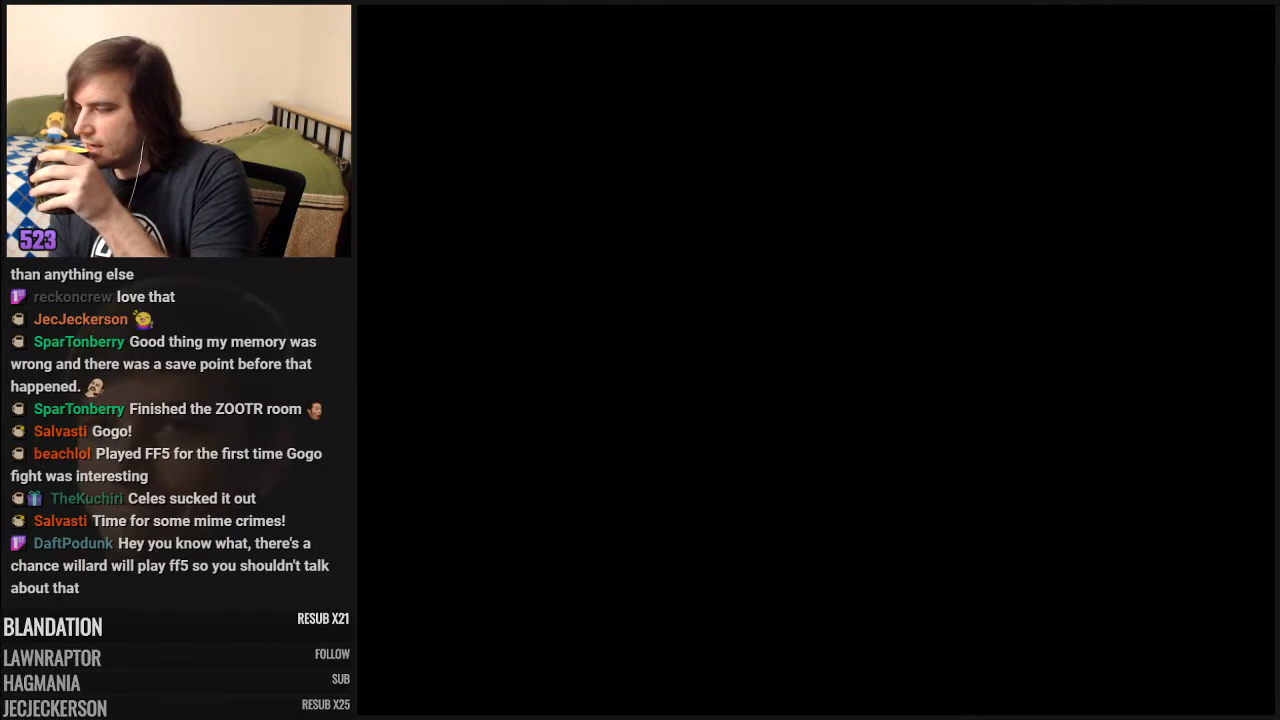 523
than anything else
reckoncrew love that
JecJeckerson
SparTonberry Good thing my memory was
wrong and there was a save point before that
happened.
SparTonberry Finished the ZOOTR room
Salvasti Gogo!
beachlol Played FF5 for the first time Gogo
fight was interesting
TheKuchiri Celes sucked it out
Salvasti Time for some mime crimes!
DaftPodunk Hey you know what, there's a
chance willard will play ff5 so you shouldn't talk
about that
BLANDATION RESUB X21
LAWNRAPTOR FOLLOW
HAGMANIA SUB
JECJECKERSON RESUB X25